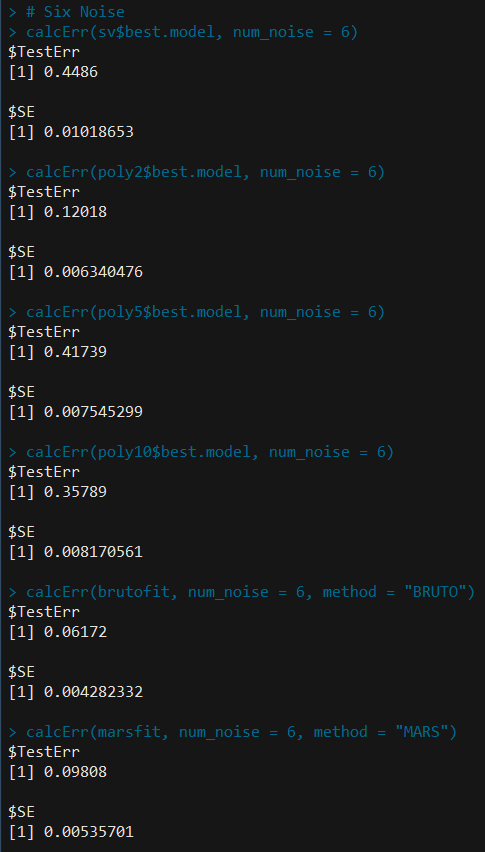 > # Six Noise
> calcErr(sv$best.model, num_noise = 6)
$TestErr
[1] 0.4486
$SE
[1] 0.01018653
> calcErr(poly2$best.model, num_noise = 6)
$TestErr
[1] 0.12018
$SE
[1] 0.006340476
> calcErr(poly5$best.model, num_noise = 6)
$TestErr
[1] 0.41739
$SE
[1] 0.007545299
> calcErr(poly10$best.model, num_noise = 6)
$TestErr
[1] 0.35789
$SE
[1] 0.008170561
> calcErr(brutofit, num_noise = 6, method = "BRUTO")
$TestErr
[1] 0.06172
$SE
[1] 0.004282332
> calcErr(marsfit, num_noise = 6, method = "MARS")
$TestErr
[1] 0.09808
$SE
[1] 0.00535701